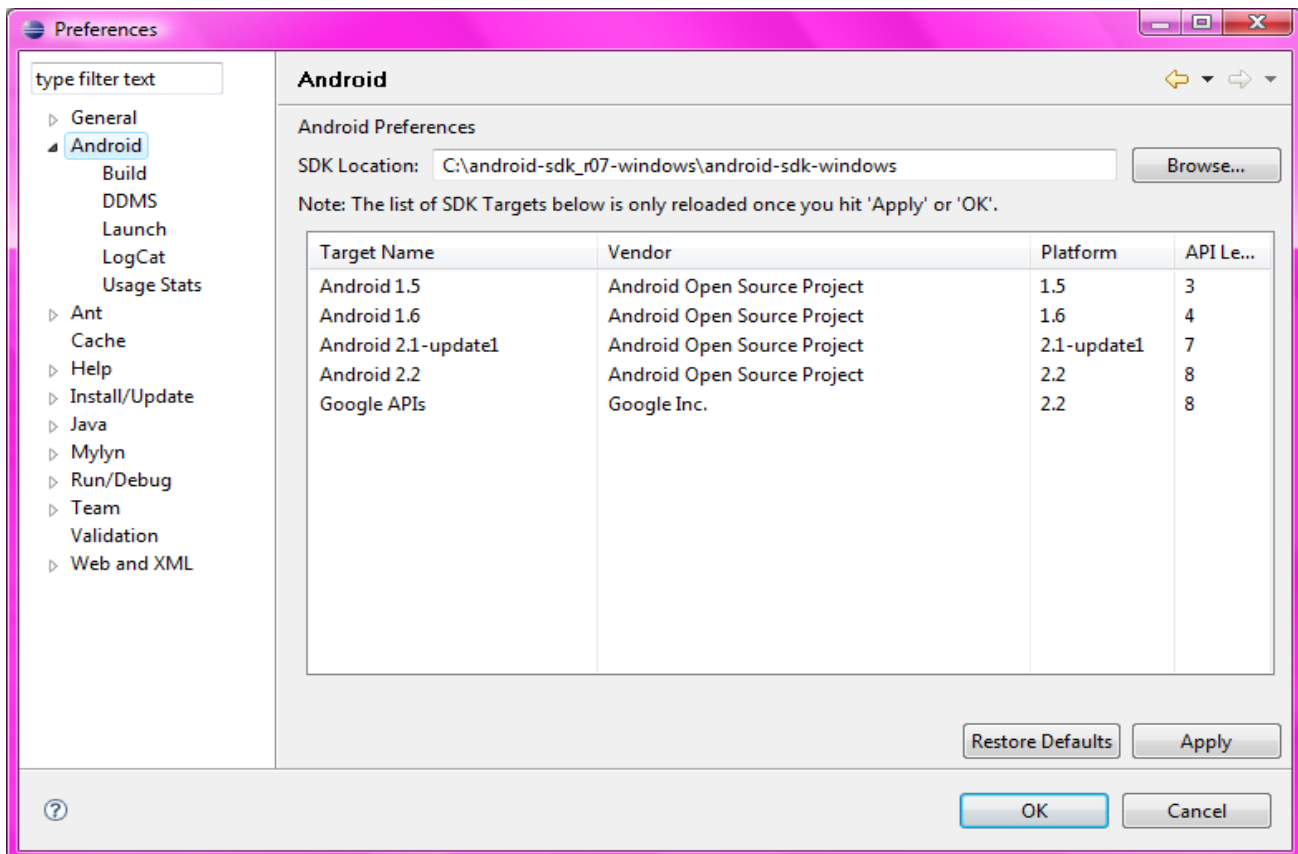 Preferences
type filter text
General
Android
Build
DDMS
Launch
LogCat
Usage Stats
Ant
Cache
Help
Install/Update
Java
Mylyn
Run/Debug
Team
Validation
Web and XML
Android
Android Preferences
SDK Location: C:\android-sdk_r07-windows\android-sdk-windows Browse...
Note: The list of SDK Targets below is only reloaded once you hit 'Apply' or 'OK'.
Target Name Vendor Platform API Le...
Android 1.5 Android Open Source Project 1.5 3
Android 1.6 Android Open Source Project 1.6 4
Android 2.1-update1 Android Open Source Project 2.1-update1 7
Android 2.2 Android Open Source Project 2.2 8
Google APIs Google Inc. 2.2 8
Restore Defaults Apply
? OK Cancel